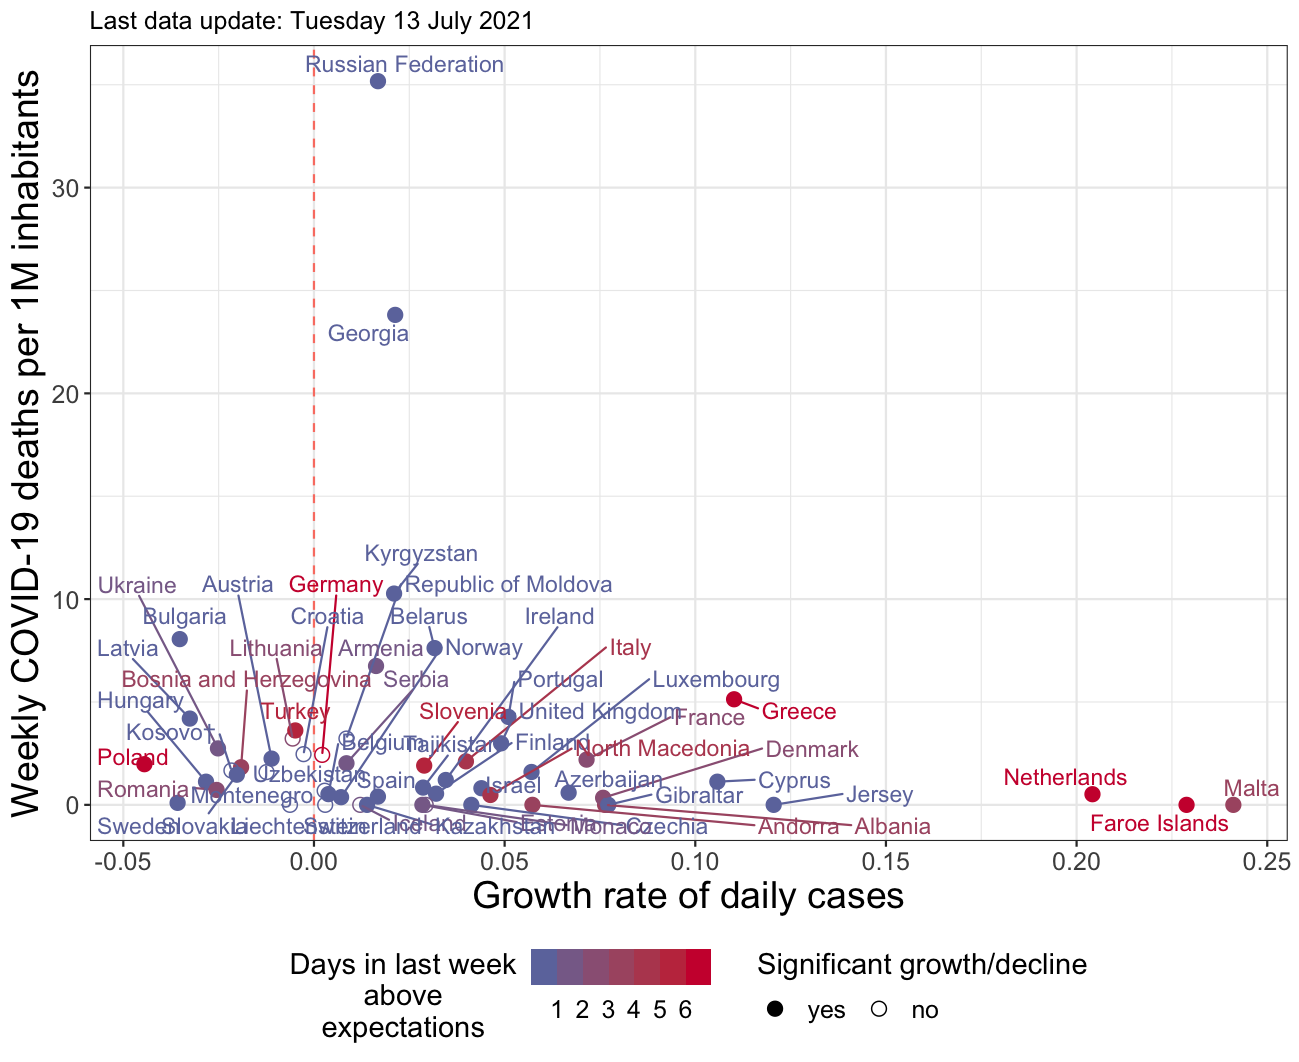 Last data update: Tuesday 13 July 2021
Weekly COVID-19 deaths per 1M inhabitants
30
20
10
0
Russian Federation
Georgia
Kyrgyzstan
Ukraine
Austria
Germany
Republic of Moldova
Bulgaria
Croatia
Belarus
Ireland
Latvia
Lithuania
Armenia
Norway
Italy
Bosnia and Herzegovina
Serbia
Portugal
Luxembourg
Hungary
Turkey
Slovenia
United Kingdom
France
Greece
Kosovo†
Belgium
Tajikistan
Finland
North Macedonia
Denmark
Poland
Uzbekistan
Spain
Israel
Azerbaijan
Cyprus
Netherlands
Romania
Montenegro
Gibraltar
Jersey
Malta
Sweden
Slovakia
Liechtenstein
Switzerland
Iceland
Kazakhstan
Estonia
Monaco
Czechia
Andorra
Albania
Faroe Islands
-0.05
0.00
0.05
0.10
0.15
0.20
0.25
Growth rate of daily cases
Days in last week
above
expectations
1 2 3 4 5 6
Significant growth/decline
yes
no